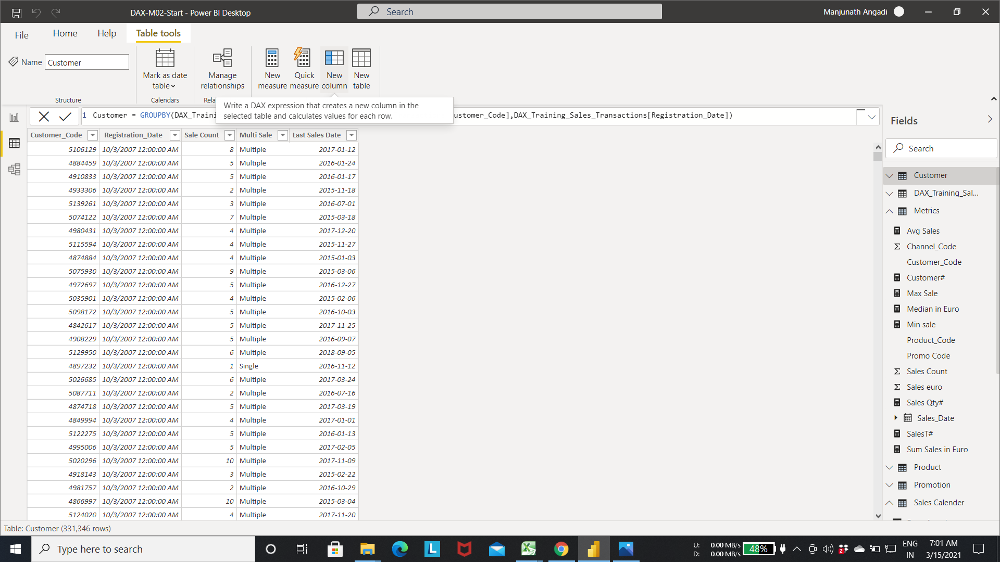 DAX-M02-Start - Power BI Desktop
Search
Manjunath Angadi
File
Home
Help
Table tools
Name
Customer
Mark as date
table
Manage
relationships
New
measure
Quick
measure
New
column
New
table
Structure
Calendars
Rela
Write a DAX expression that creates a new column in the
selected table and calculates values for each row.
1 Customer = GROUPBY(DAX_Traini
ustomer_Code],DAX_Training_Sales_Transactions[Registration_Date])
Customer_Code Registration_Date Sale Count Multi Sale Last Sales Date
5106129 10/3/2007 12:00:00 AM 8 Multiple 2017-01-12
4884459 10/3/2007 12:00:00 AM 5 Multiple 2016-01-24
4910833 10/3/2007 12:00:00 AM 5 Multiple 2016-01-17
4933306 10/3/2007 12:00:00 AM 2 Multiple 2015-11-18
5139261 10/3/2007 12:00:00 AM 3 Multiple 2016-07-01
5074122 10/3/2007 12:00:00 AM 7 Multiple 2015-03-18
4980431 10/3/2007 12:00:00 AM 4 Multiple 2017-12-20
5115594 10/3/2007 12:00:00 AM 4 Multiple 2015-11-27
4874884 10/3/2007 12:00:00 AM 4 Multiple 2015-01-03
5075930 10/3/2007 12:00:00 AM 9 Multiple 2015-03-06
4972697 10/3/2007 12:00:00 AM 5 Multiple 2016-12-27
5035901 10/3/2007 12:00:00 AM 4 Multiple 2015-02-06
5098172 10/3/2007 12:00:00 AM 5 Multiple 2016-10-03
4842617 10/3/2007 12:00:00 AM 5 Multiple 2017-11-25
4908229 10/3/2007 12:00:00 AM 5 Multiple 2016-09-07
5129950 10/3/2007 12:00:00 AM 6 Multiple 2018-09-05
4897232 10/3/2007 12:00:00 AM 1 Single 2016-11-12
5026685 10/3/2007 12:00:00 AM 6 Multiple 2017-03-24
5087711 10/3/2007 12:00:00 AM 2 Multiple 2016-07-16
4874718 10/3/2007 12:00:00 AM 5 Multiple 2017-03-19
4849994 10/3/2007 12:00:00 AM 4 Multiple 2017-01-01
5122275 10/3/2007 12:00:00 AM 5 Multiple 2016-01-13
4995006 10/3/2007 12:00:00 AM 5 Multiple 2017-02-05
5020296 10/3/2007 12:00:00 AM 10 Multiple 2017-11-09
4918143 10/3/2007 12:00:00 AM 3 Multiple 2015-02-22
4981757 10/3/2007 12:00:00 AM 2 Multiple 2016-10-29
4866997 10/3/2007 12:00:00 AM 10 Multiple 2015-03-04
5124020 10/3/2007 12:00:00 AM 4 Multiple 2017-11-20
Fields
Search
Customer
DAX_Training_Sal...
Metrics
Avg Sales
Channel_Code
Customer_Code
Customer#
Max Sale
Median in Euro
Min sale
Product_Code
Promo Code
Sales Count
Sales euro
Sales Qty#
Sales_Date
SalesT#
Sum Sales in Euro
Product
Promotion
Sales Calender
Table: Customer (331,346 rows)
Type here to search
L
U: 0.00 MB/s
D: 0.00 MB/s
48%
2
ENG
IN
7:01 AM
3/15/2021